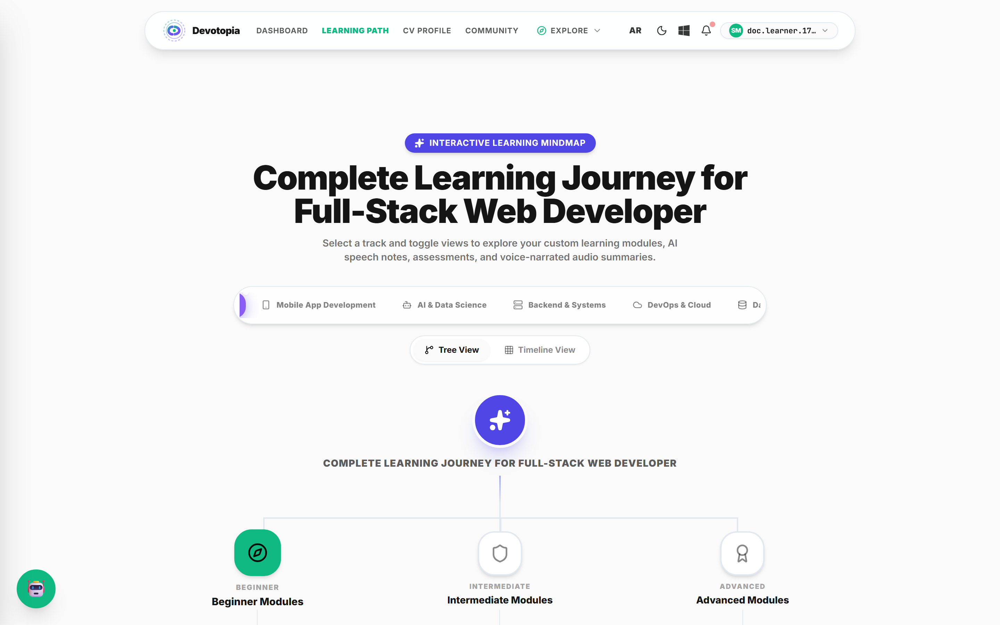 Devotopia
DASHBOARD
LEARNING PATH
CV PROFILE
COMMUNITY
EXPLORE
AR
SM
doc.learner.17…
INTERACTIVE LEARNING MINDMAP
Complete Learning Journey for
Full-Stack Web Developer
Select a track and toggle views to explore your custom learning modules, AI
speech notes, assessments, and voice-narrated audio summaries.
Mobile App Development
AI & Data Science
Backend & Systems
DevOps & Cloud
Tree View
Timeline View
COMPLETE LEARNING JOURNEY FOR FULL-STACK WEB DEVELOPER
BEGINNER
Beginner Modules
INTERMEDIATE
Intermediate Modules
ADVANCED
Advanced Modules